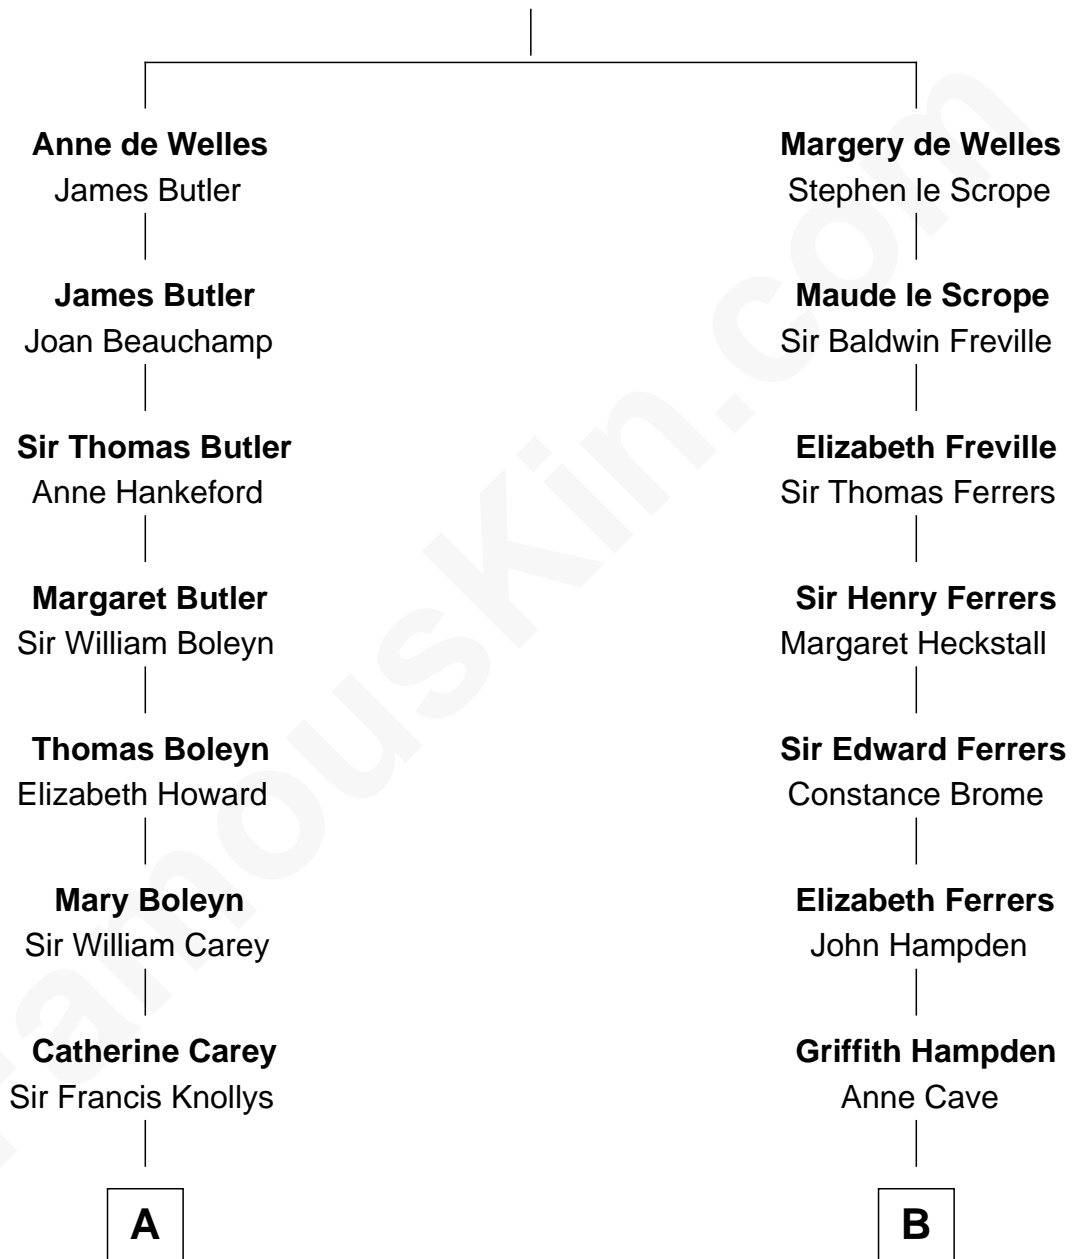 Anne de Welles
James Butler
James Butler
Joan Beauchamp
Sir Thomas Butler
Anne Hankeford
Margaret Butler
Sir William Boleyn
Thomas Boleyn
Elizabeth Howard
Mary Boleyn
Sir William Carey
Catherine Carey
Sir Francis Knollys
A
Margery de Welles
Stephen le Scrope
Maude le Scrope
Sir Baldwin Freville
Elizabeth Freville
Sir Thomas Ferrers
Sir Henry Ferrers
Margaret Heckstall
Sir Edward Ferrers
Constance Brome
Elizabeth Ferrers
John Hampden
Griffith Hampden
Anne Cave
B
FamousKin.com